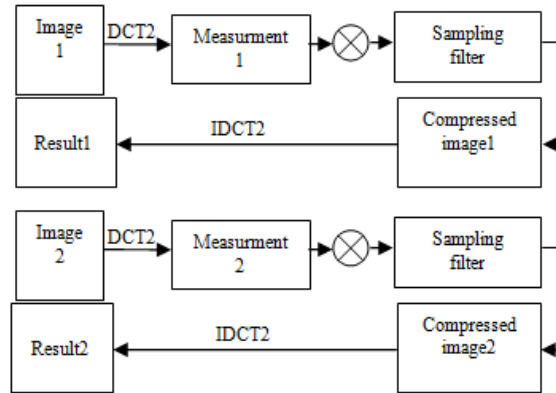 Image
1
DCT2
Measurment
1
Sampling
filter
Result1
IDCT2
Compressed
image1
Image
2
DCT2
Measurment
2
Sampling
filter
Result2
IDCT2
Compressed
image2